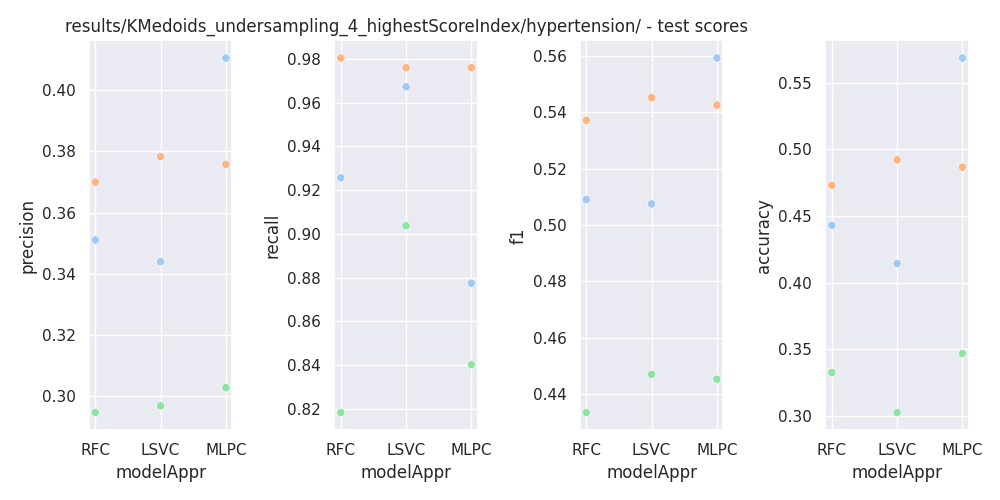 results/KMedoids_undersampling_4_highestScoreIndex/hypertension/ - test scores
precision
0.40
0.38
0.36
0.34
0.32
0.30
RFC LSVC MLPC
modelAppr
recall
0.98
0.96
0.94
0.92
0.90
0.88
0.86
0.84
0.82
RFC LSVC MLPC
modelAppr
f1
0.56
0.54
0.52
0.50
0.48
0.46
0.44
RFC LSVC MLPC
modelAppr
accuracy
0.55
0.50
0.45
0.40
0.35
0.30
RFC LSVC MLPC
modelAppr